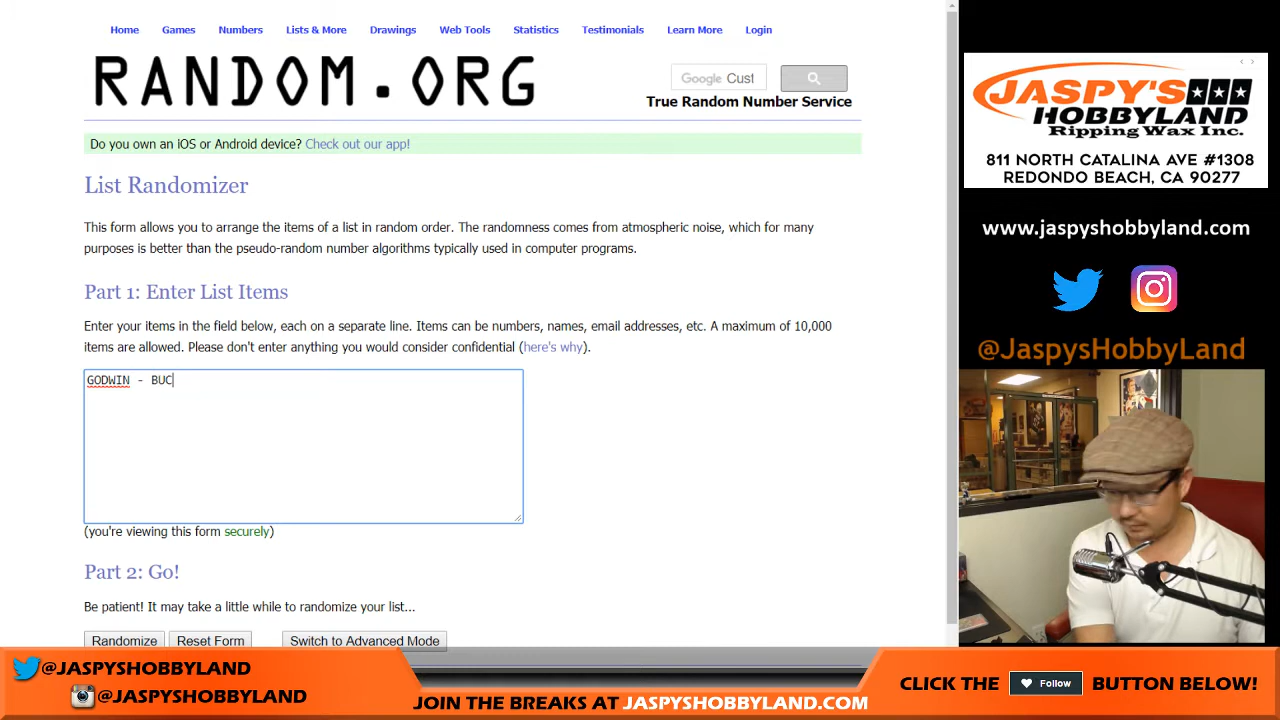 Home Games Numbers Lists & More Drawings Web Tools Statistics Testimonials Learn More Login
RANDOM.ORG
Google Cust
True Random Number Service
Do you own an iOS or Android device? Check out our app!
List Randomizer
This form allows you to arrange the items of a list in random order. The randomness comes from atmospheric noise, which for many
purposes is better than the pseudo-random number algorithms typically used in computer programs.
Part 1: Enter List Items
Enter your items in the field below, each on a separate line. Items can be numbers, names, email addresses, etc. A maximum of 10,000
items are allowed. Please don't enter anything you would consider confidential (here's why).
GODWIN - BUC
(you're viewing this form securely)
Part 2: Go!
Be patient! It may take a little while to randomize your list...
Randomize Reset Form Switch to Advanced Mode
JASPY'S
HOBBYLAND
Ripping Wax Inc.
811 NORTH CATALINA AVE #1308
REDONDO BEACH, CA 90277
www.jaspyshobbyland.com
@JaspysHobbyLand
@JASPYSHOBBYLAND
@JASPYSHOBBYLAND
JOIN THE BREAKS AT JASPYSHOBBYLAND.COM
CLICK THE Follow BUTTON BELOW!